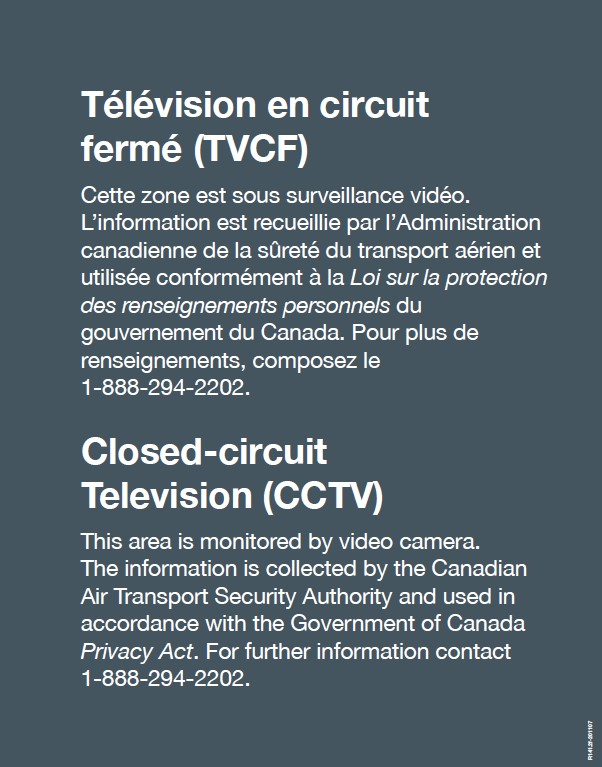 Télévision en circuit
fermé (TVCF)
Cette zone est sous surveillance vidéo.
L’information est recueillie par l’Administration
canadienne de la sûreté du transport aérien et
utilisée conformément à la Loi sur la protection
des renseignements personnels du
gouvernement du Canada. Pour plus de
renseignements, composez le
1-888-294-2202.
Closed-circuit
Television (CCTV)
This area is monitored by video camera.
The information is collected by the Canadian
Air Transport Security Authority and used in
accordance with the Government of Canada
Privacy Act. For further information contact
1-888-294-2202.